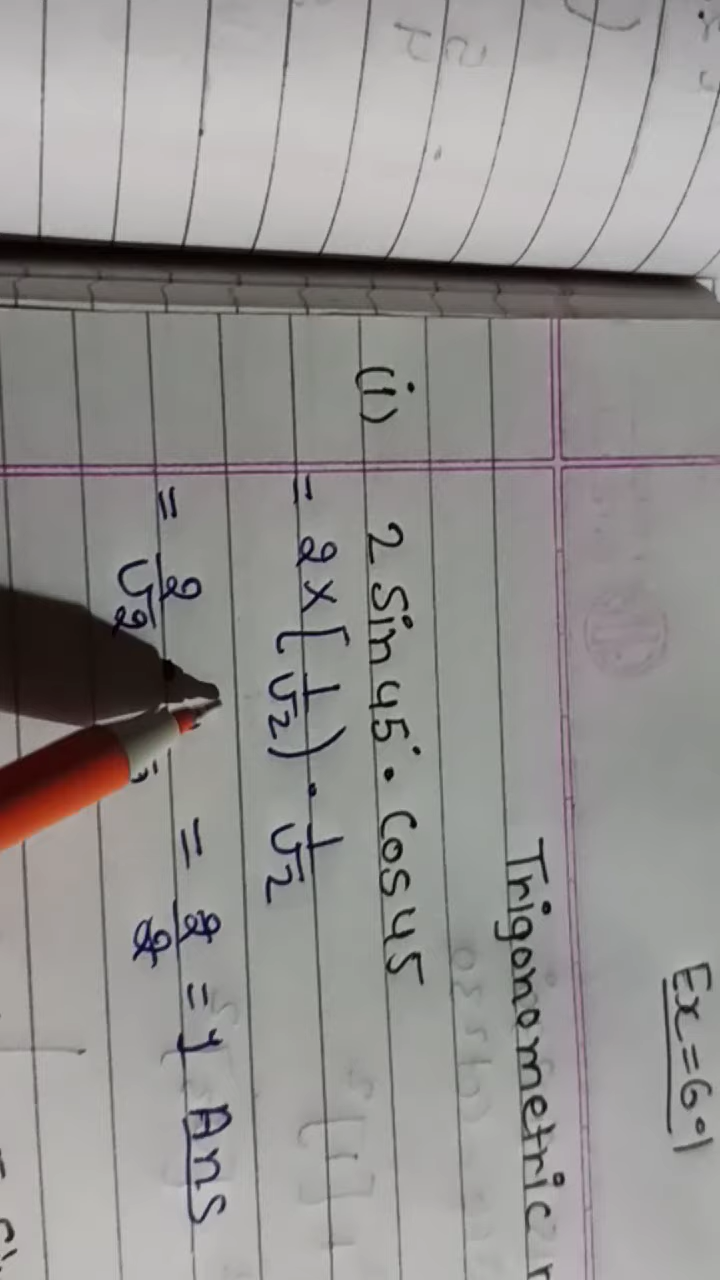 Ex=6.1
Trigonometric
(i) 2 Sin 45°. Cos 45
= 2 × (1/√2) . 1/√2
= 2/√2 = 2/2 = 1 Ans